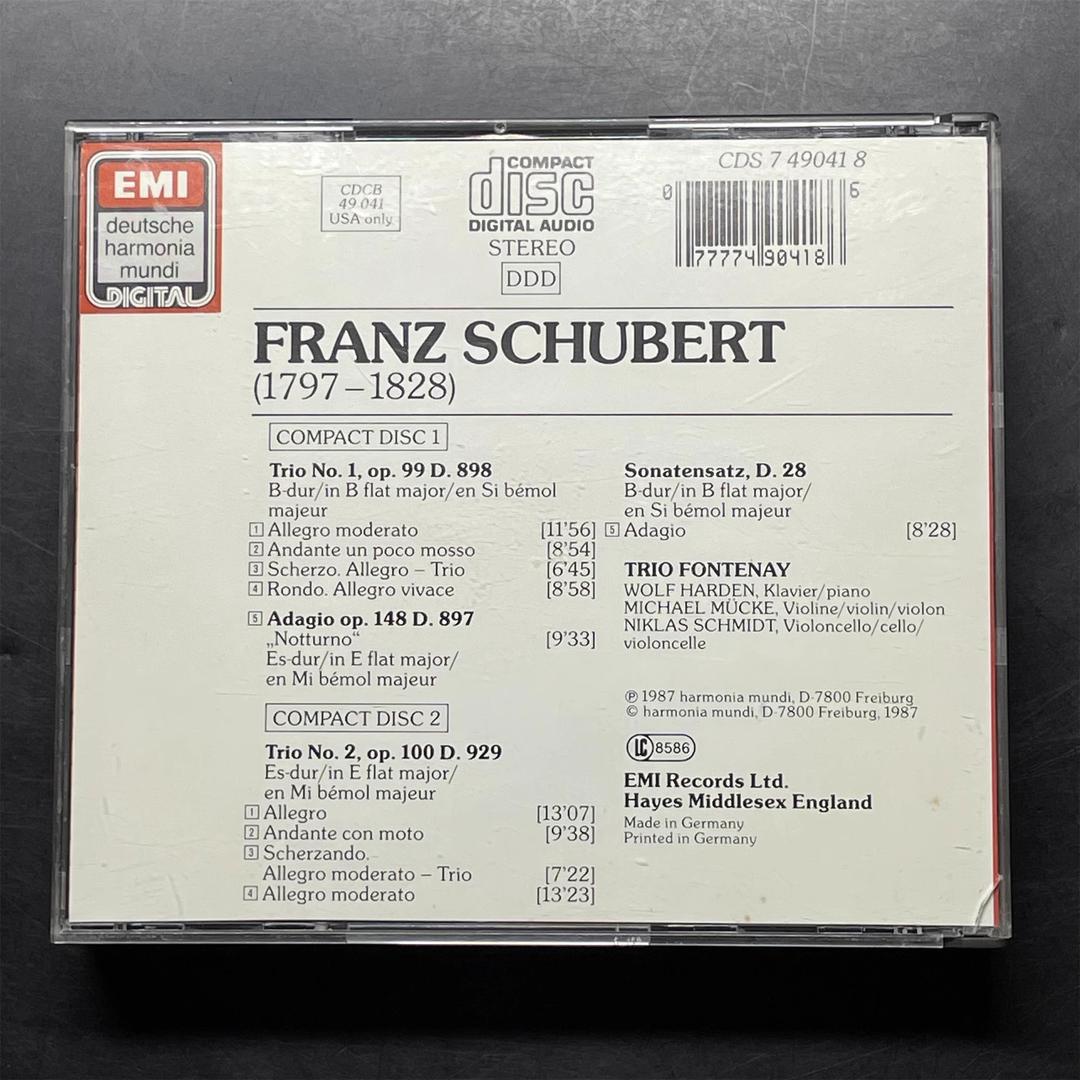 EMI
deutsche
harmonia
mundi
DIGITAL
CDCB
49 041
USA only
COMPACT
disc
DIGITAL AUDIO
STEREO
DDD
CDS 7 49041 8
0 6
77774 90418
FRANZ SCHUBERT
(1797–1828)
COMPACT DISC 1
Trio No. 1, op. 99 D. 898
B-dur/in B flat major/en Si bémol
majeur
1 Allegro moderato [11'56]
2 Andante un poco mosso [8'54]
3 Scherzo. Allegro – Trio [6'45]
4 Rondo. Allegro vivace [8'58]
5 Adagio op. 148 D. 897
„Notturno“ [9'33]
Es-dur/in E flat major/
en Mi bémol majeur
COMPACT DISC 2
Trio No. 2, op. 100 D. 929
Es-dur/in E flat major/
en Mi bémol majeur
1 Allegro [13'07]
2 Andante con moto [9'38]
3 Scherzando.
Allegro moderato – Trio [7'22]
4 Allegro moderato [13'23]
Sonatensatz, D. 28
B-dur/in B flat major/
en Si bémol majeur
5 Adagio [8'28]
TRIO FONTENAY
WOLF HARDEN, Klavier/piano
MICHAEL MÜCKE, Violine/violin/violon
NIKLAS SCHMIDT, Violoncello/cello/
violoncelle
℗ 1987 harmonia mundi, D-7800 Freiburg
© harmonia mundi, D-7800 Freiburg, 1987
LC 8586
EMI Records Ltd.
Hayes Middlesex England
Made in Germany
Printed in Germany